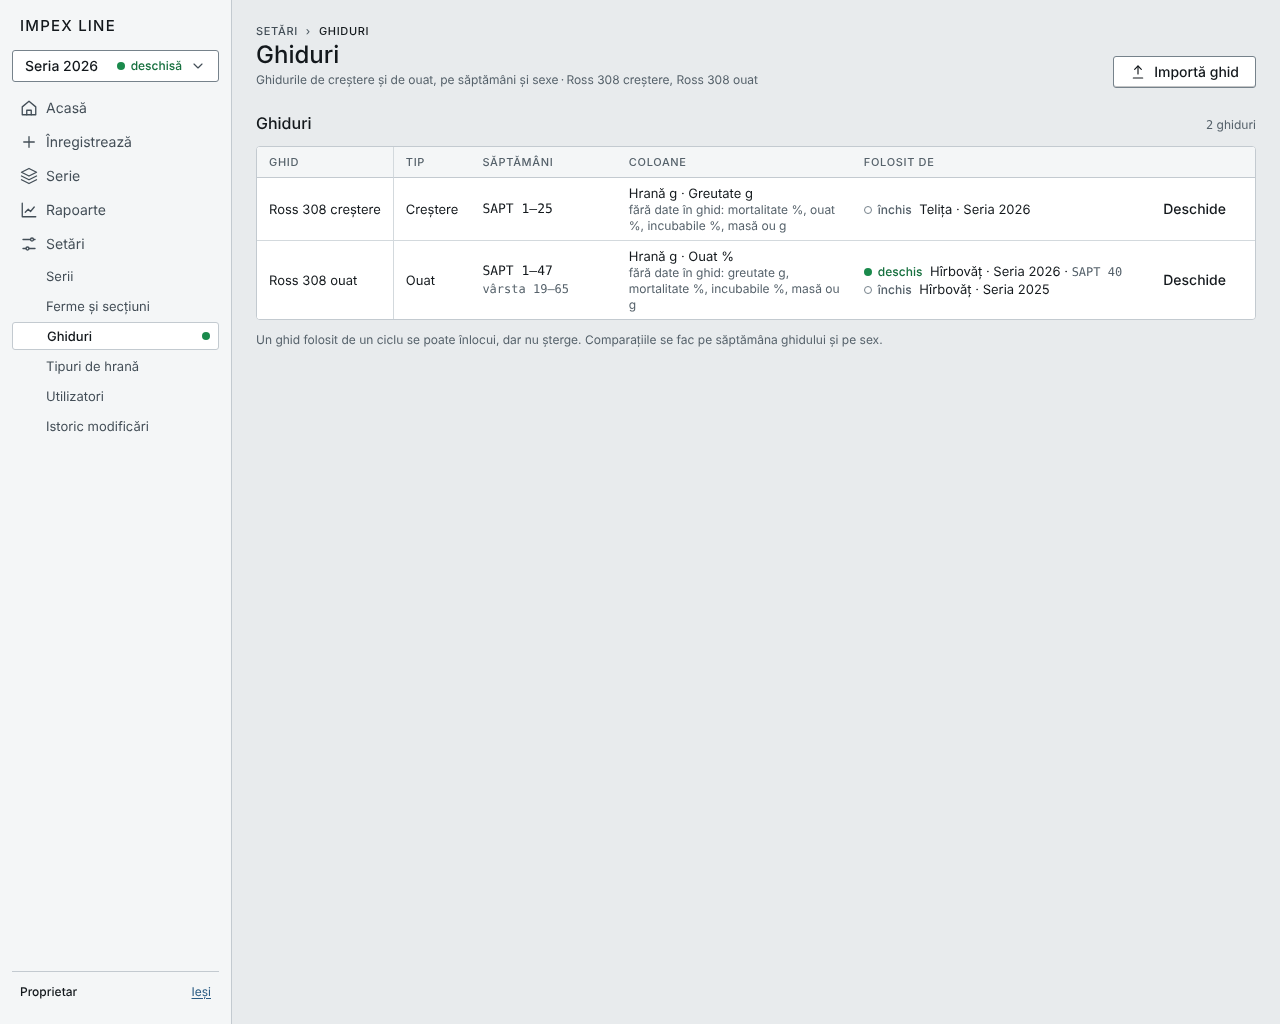 IMPEX LINE
Seria 2026 deschisă
Acasă
Înregistrează
Serie
Rapoarte
Setări
Serii
Ferme și secțiuni
Ghiduri
Tipuri de hrană
Utilizatori
Istoric modificări
Proprietar Ieși
SETĂRI › GHIDURI
Ghiduri
Ghidurile de creștere și de ouat, pe săptămâni și sexe · Ross 308 creștere, Ross 308 ouat
Importă ghid
Ghiduri
2 ghiduri
GHID TIP SĂPTĂMÂNI COLOANE FOLOSIT DE
Ross 308 creștere Creștere SAPT 1–25
Hrană g · Greutate g
fără date în ghid: mortalitate %, ouat
%, incubabile %, masă ou g
închis Telița · Seria 2026
Deschide
Ross 308 ouat Ouat
SAPT 1–47
vârsta 19–65
Hrană g · Ouat %
fără date în ghid: greutate g,
mortalitate %, incubabile %, masă ou
g
deschis Hîrbovăț · Seria 2026 · SAPT 40
închis Hîrbovăț · Seria 2025
Deschide
Un ghid folosit de un ciclu se poate înlocui, dar nu șterge. Comparațiile se fac pe săptămâna ghidului și pe sex.